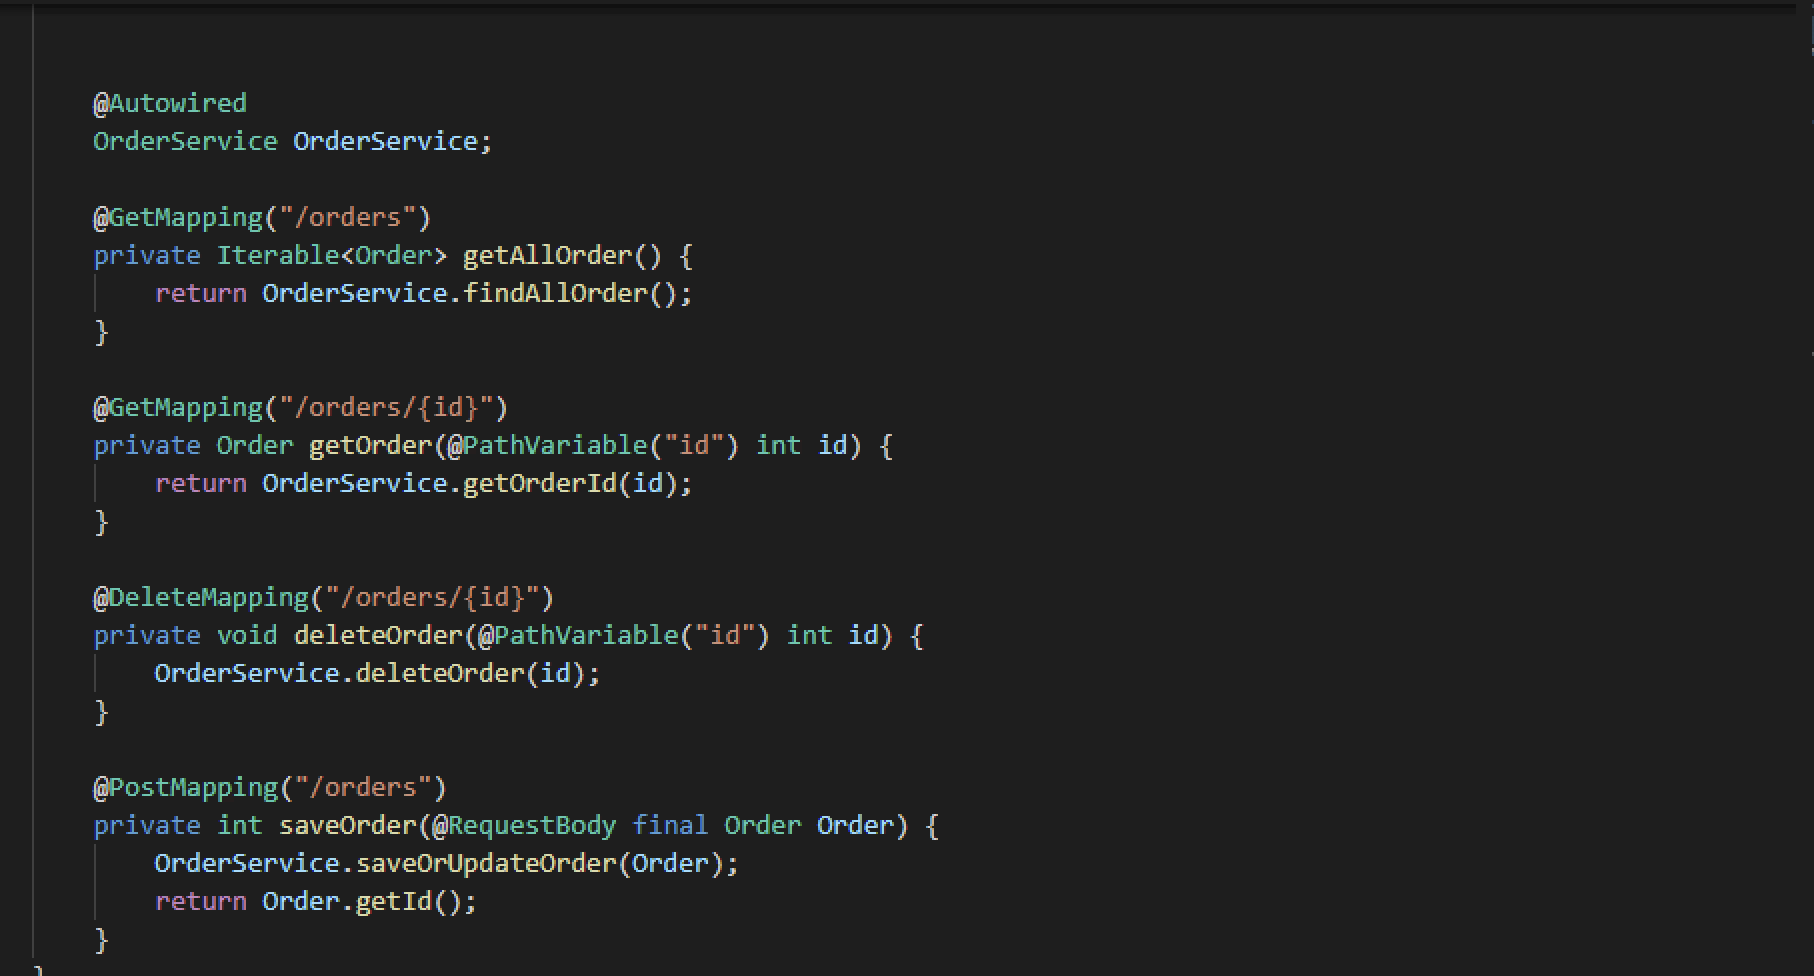 @Autowired
OrderService OrderService;
@GetMapping("/orders")
private Iterable<Order> getAllOrder() {
return OrderService.findAllOrder();
}
@GetMapping("/orders/{id}")
private Order getOrder(@PathVariable("id") int id) {
return OrderService.getOrderId(id);
}
@DeleteMapping("/orders/{id}")
private void deleteOrder(@PathVariable("id") int id) {
OrderService.deleteOrder(id);
}
@PostMapping("/orders")
private int saveOrder(@RequestBody final Order Order) {
OrderService.saveOrUpdateOrder(Order);
return Order.getId();
}
}